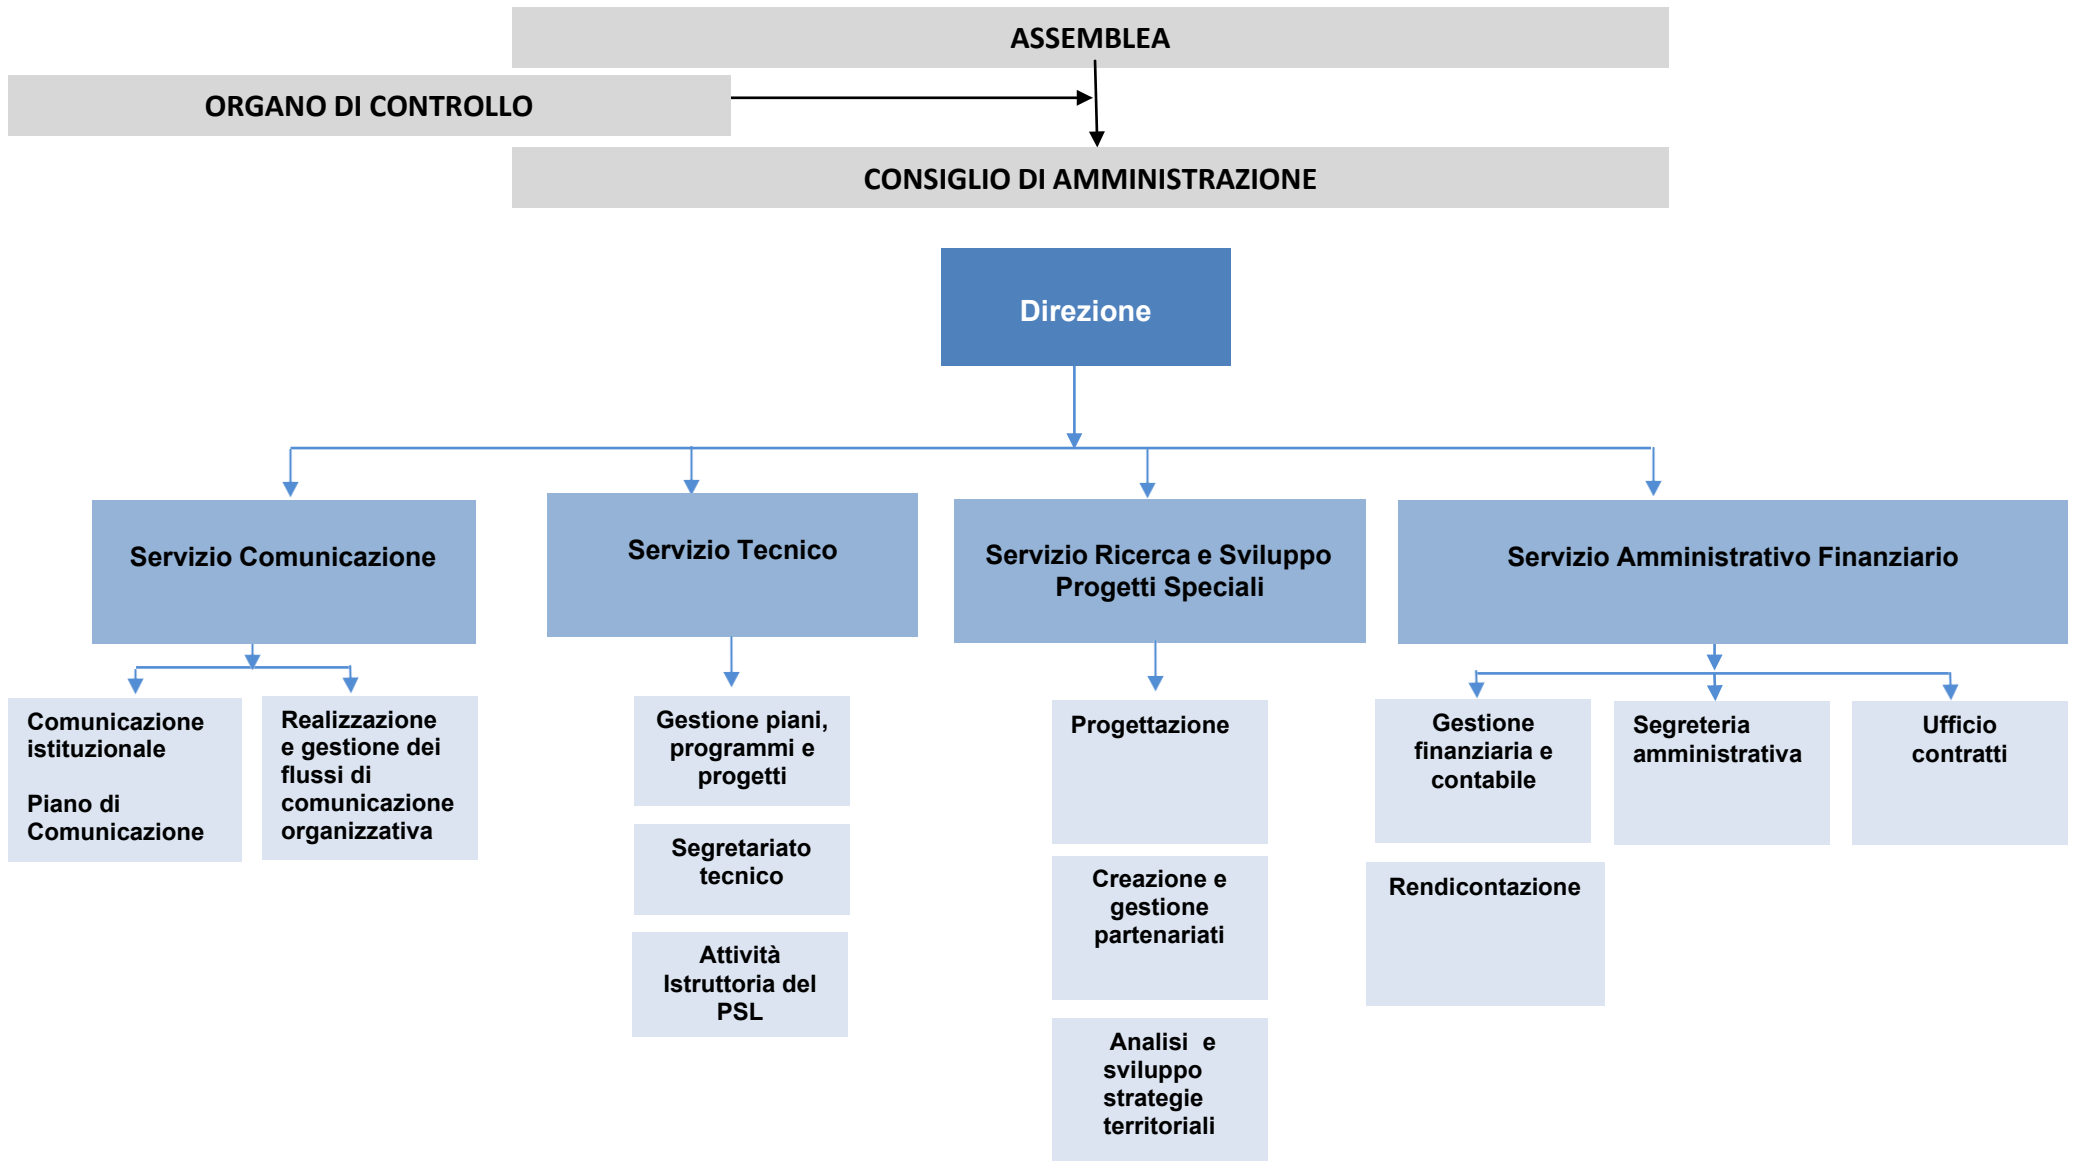 ASSEMBLEA
ORGANO DI CONTROLLO
CONSIGLIO DI AMMINISTRAZIONE
Direzione
Servizio Comunicazione
Servizio Tecnico
Servizio Ricerca e Sviluppo
Progetti Speciali
Servizio Amministrativo Finanziario
Comunicazione
istituzionale
Piano di
Comunicazione
Realizzazione
e gestione dei
flussi di
comunicazione
organizzativa
Gestione piani,
programmi e
progetti
Segretariato
tecnico
Attività
Istruttoria del
PSL
Progettazione
Creazione e
gestione
partenariati
Analisi e
sviluppo
strategie
territoriali
Gestione
finanziaria e
contabile
Rendicontazione
Segreteria
amministrativa
Ufficio
contratti